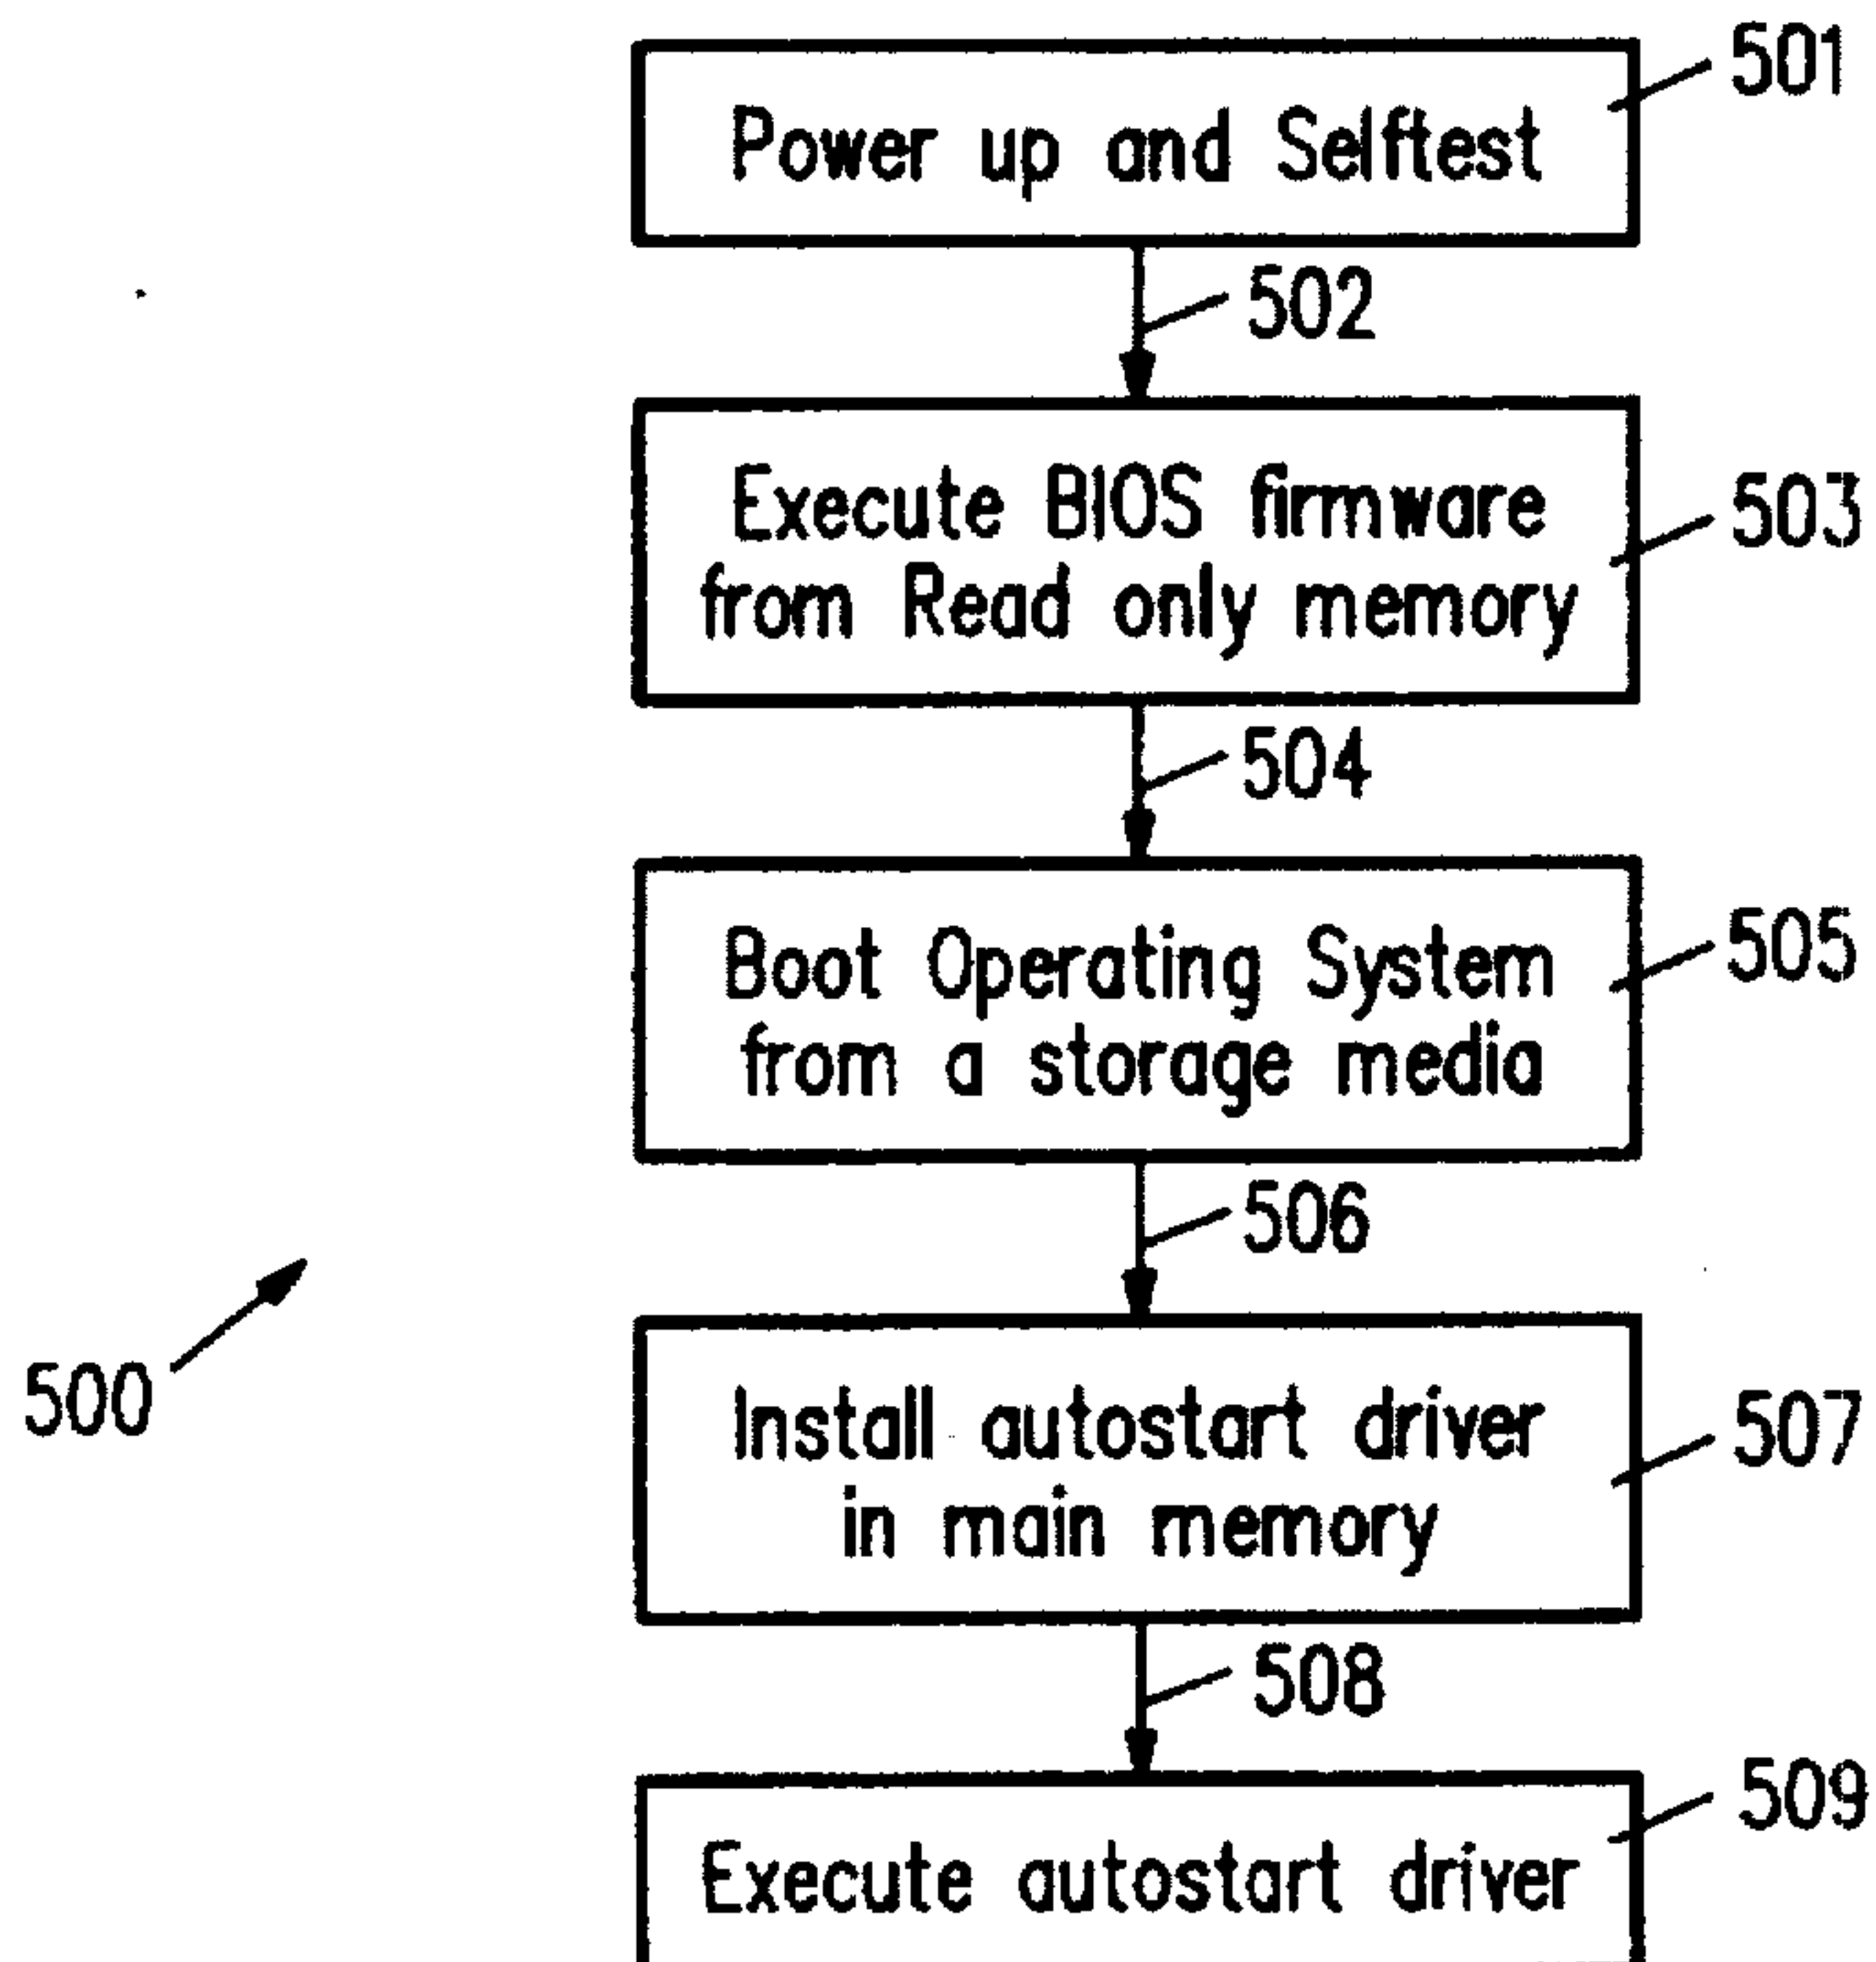 501
Power up and Selftest
502
Execute BIOS firmware
from Read only memory
503
504
Boot Operating System
from a storage media
505
506
500
Install autostart driver
in main memory
507
508
509
Execute autostart driver